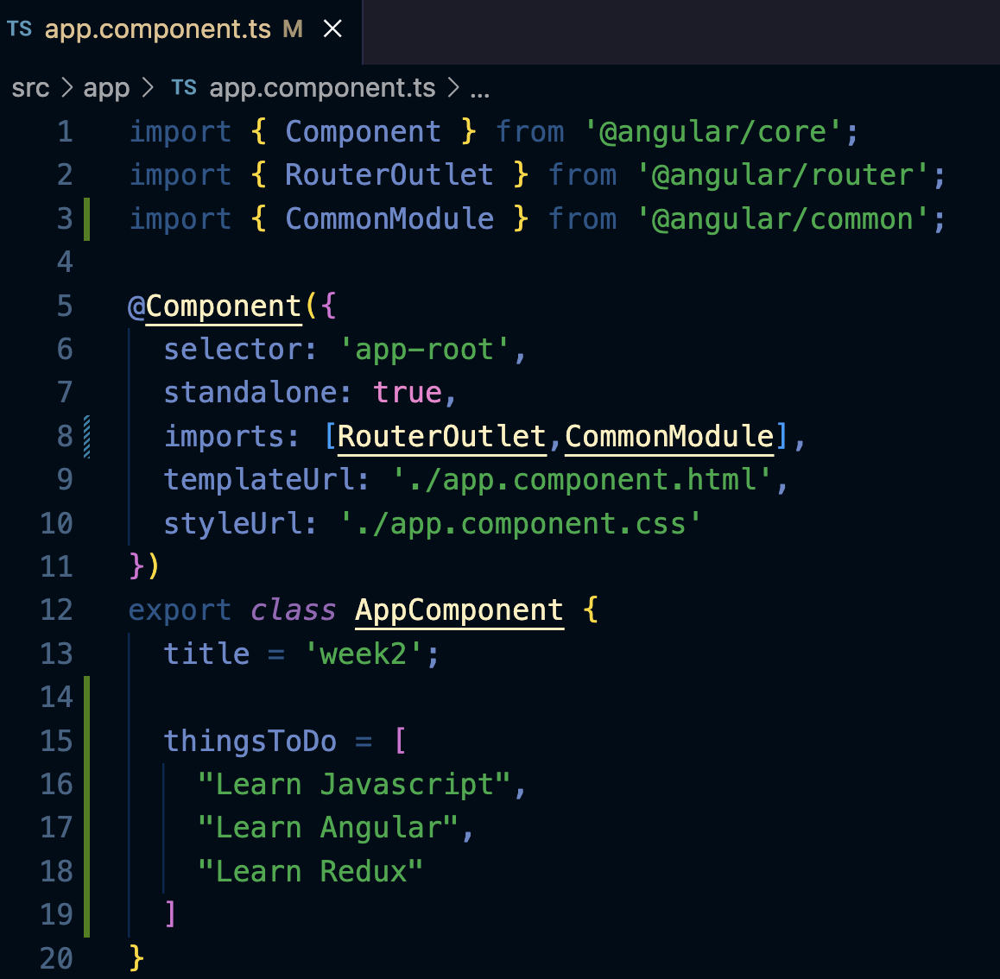 TS app.component.ts M ×
src > app > TS app.component.ts > ...
1 import { Component } from '@angular/core';
2 import { RouterOutlet } from '@angular/router';
3 import { CommonModule } from '@angular/common';
4
5 @Component({
6   selector: 'app-root',
7   standalone: true,
8   imports: [RouterOutlet,CommonModule],
9   templateUrl: './app.component.html',
10   styleUrl: './app.component.css'
11 })
12 export class AppComponent {
13   title = 'week2';
14
15   thingsToDo = [
16     "Learn Javascript",
17     "Learn Angular",
18     "Learn Redux"
19   ]
20 }